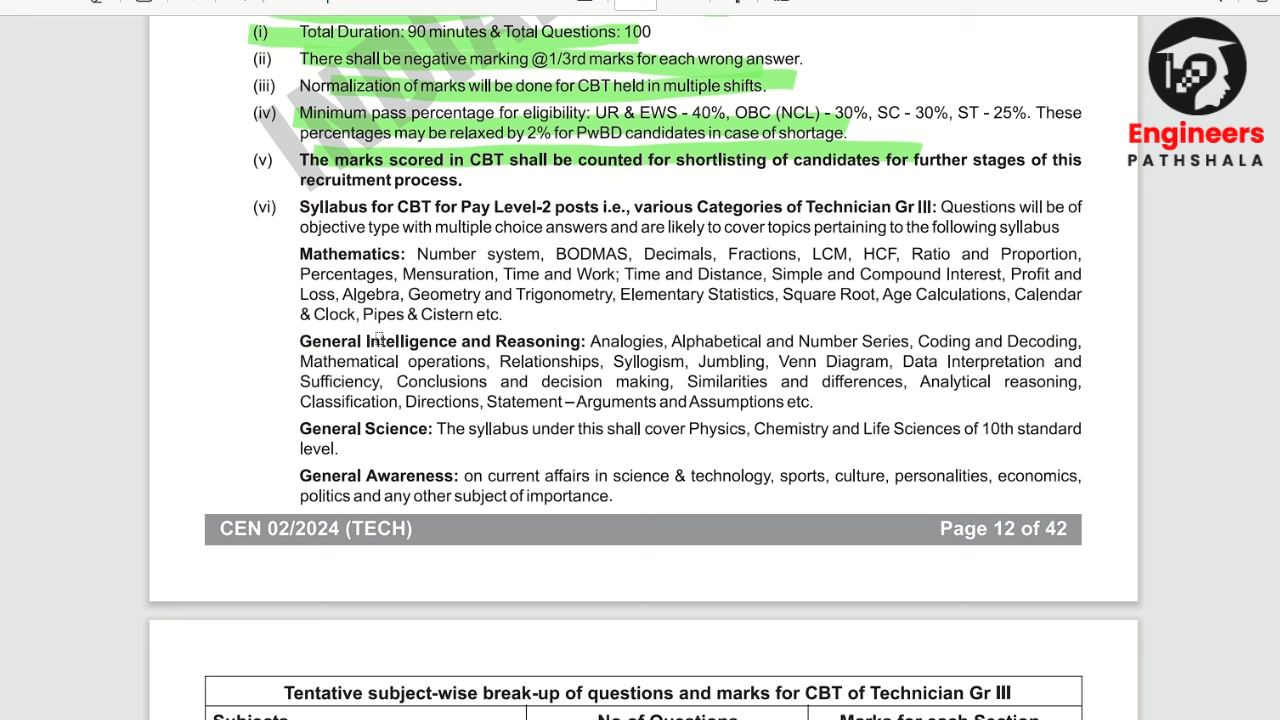 (i) Total Duration: 90 minutes & Total Questions: 100
(ii) There shall be negative marking @1/3rd marks for each wrong answer.
(iii) Normalization of marks will be done for CBT held in multiple shifts.
(iv) Minimum pass percentage for eligibility: UR & EWS - 40%, OBC (NCL) - 30%, SC - 30%, ST - 25%. These
percentages may be relaxed by 2% for PwBD candidates in case of shortage.
(v) The marks scored in CBT shall be counted for shortlisting of candidates for further stages of this
recruitment process.
(vi) Syllabus for CBT for Pay Level-2 posts i.e., various Categories of Technician Gr III: Questions will be of
objective type with multiple choice answers and are likely to cover topics pertaining to the following syllabus
Mathematics: Number system, BODMAS, Decimals, Fractions, LCM, HCF, Ratio and Proportion,
Percentages, Mensuration, Time and Work; Time and Distance, Simple and Compound Interest, Profit and
Loss, Algebra, Geometry and Trigonometry, Elementary Statistics, Square Root, Age Calculations, Calendar
& Clock, Pipes & Cistern etc.
General Intelligence and Reasoning: Analogies, Alphabetical and Number Series, Coding and Decoding,
Mathematical operations, Relationships, Syllogism, Jumbling, Venn Diagram, Data Interpretation and
Sufficiency, Conclusions and decision making, Similarities and differences, Analytical reasoning,
Classification, Directions, Statement – Arguments and Assumptions etc.
General Science: The syllabus under this shall cover Physics, Chemistry and Life Sciences of 10th standard
level.
General Awareness: on current affairs in science & technology, sports, culture, personalities, economics,
politics and any other subject of importance.
CEN 02/2024 (TECH) Page 12 of 42
Tentative subject-wise break-up of questions and marks for CBT of Technician Gr III
Subjects No of Questions Marks for each Section
Engineers
PATHSHALA